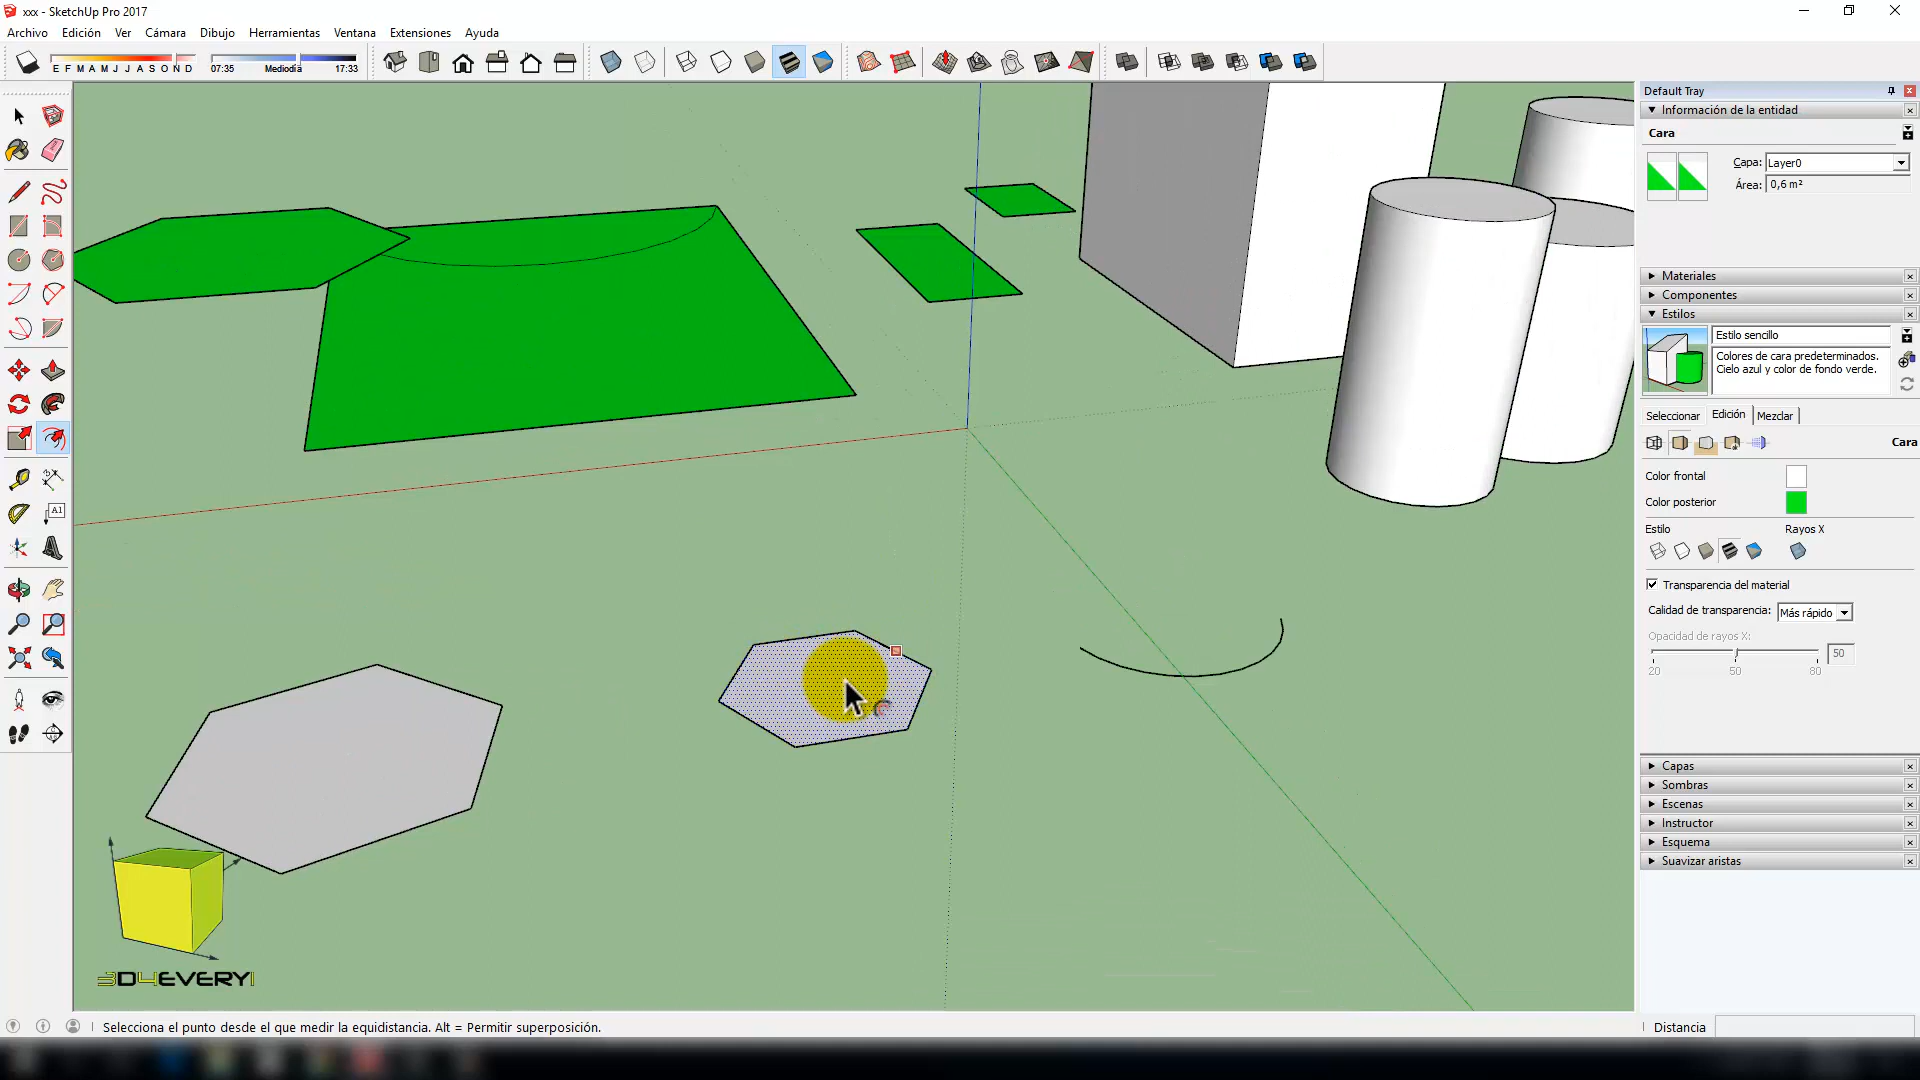 xxx - SketchUp Pro 2017
Archivo Edición Ver Cámara Dibujo Herramientas Ventana Extensiones Ayuda
E F M A M J J A S O N D 07:35 Mediodía 17:33
Default Tray
Información de la entidad
Cara
Capa: Layer0
Área: 0,6 m²
Materiales
Componentes
Estilos
Estilo sencillo
Colores de cara predeterminados.
Cielo azul y color de fondo verde.
Seleccionar Edición Mezclar
Cara
Color frontal
Color posterior
Estilo Rayos X
Transparencia del material
Calidad de transparencia: Más rápido
Opacidad de rayos X: 50
20 50 80
Capas
Sombras
Escenas
Instructor
Esquema
Suavizar aristas
A1
3D4EVERY1
Selecciona el punto desde el que medir la equidistancia. Alt = Permitir superposición.
Distancia